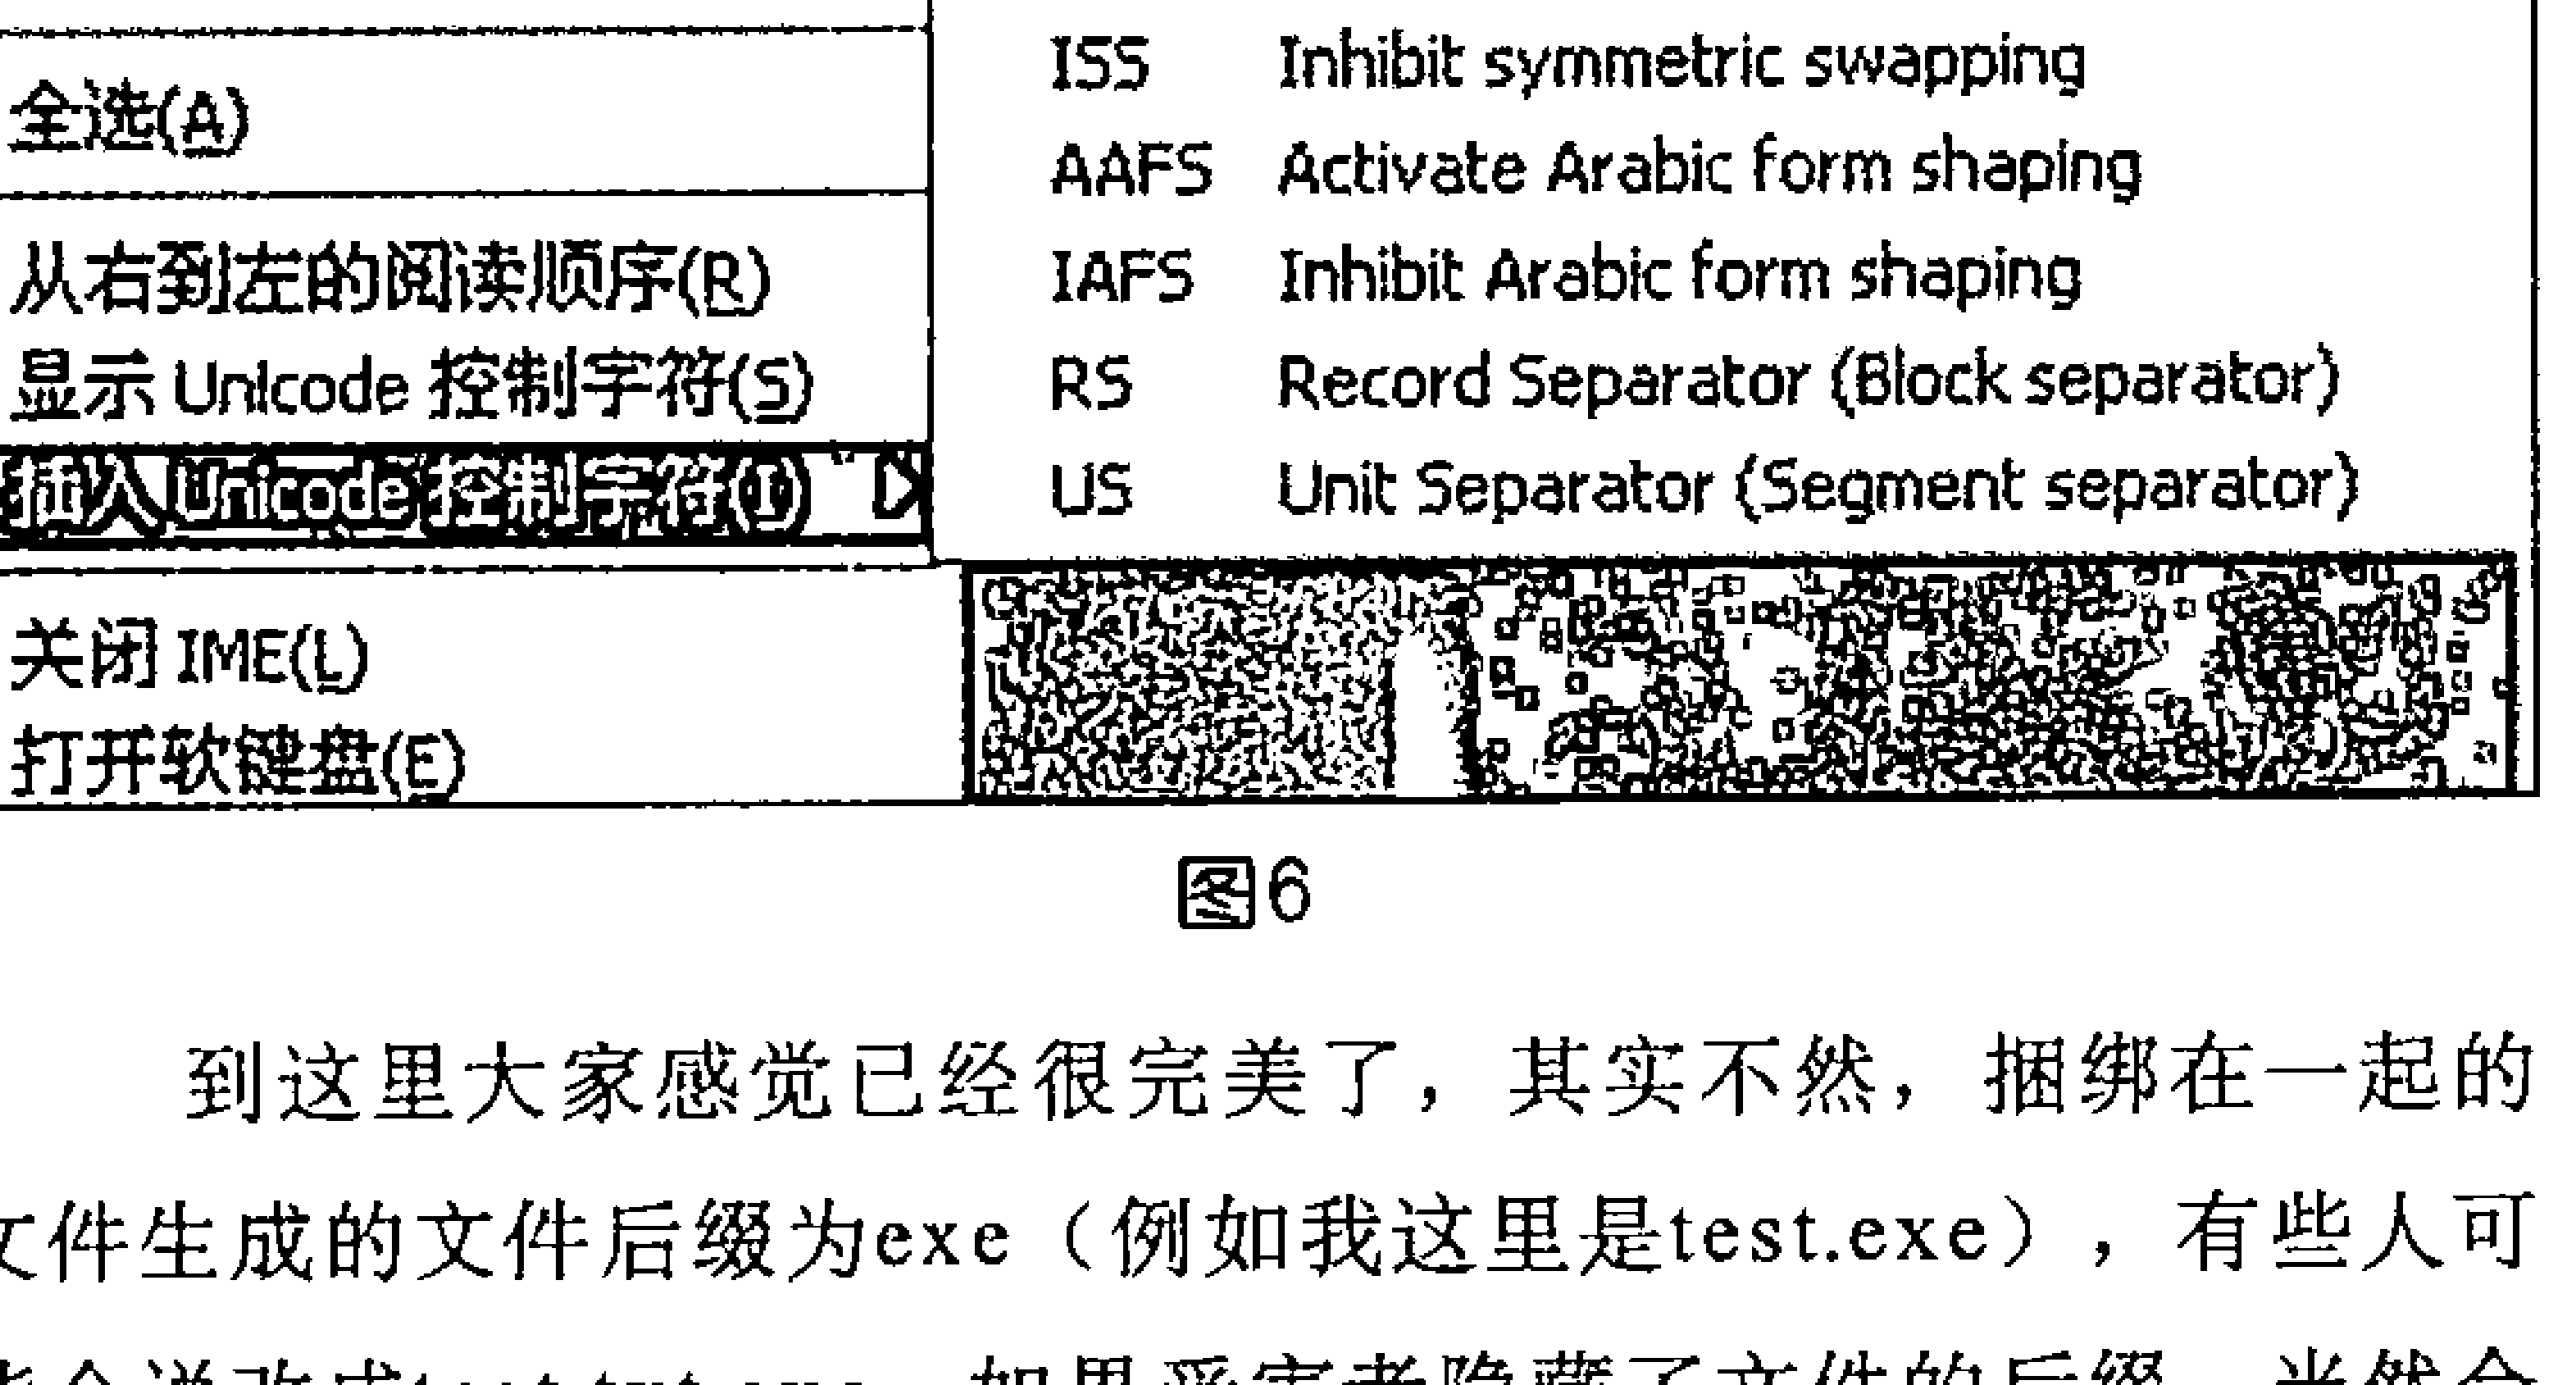 全选(A)
从右到左的阅读顺序(R)
显示 Unicode 控制字符(S)
插入 Unicode 控制字符(I)
关闭 IME(L)
打开软键盘(E)
ISS Inhibit symmetric swapping
AAFS Activate Arabic form shaping
IAFS Inhibit Arabic form shaping
RS Record Separator (Block separator)
US Unit Separator (Segment separator)
图6
到这里大家感觉已经很完美了，其实不然，捆绑在一起的
文件生成的文件后缀为exe（例如我这里是test.exe），有些人可